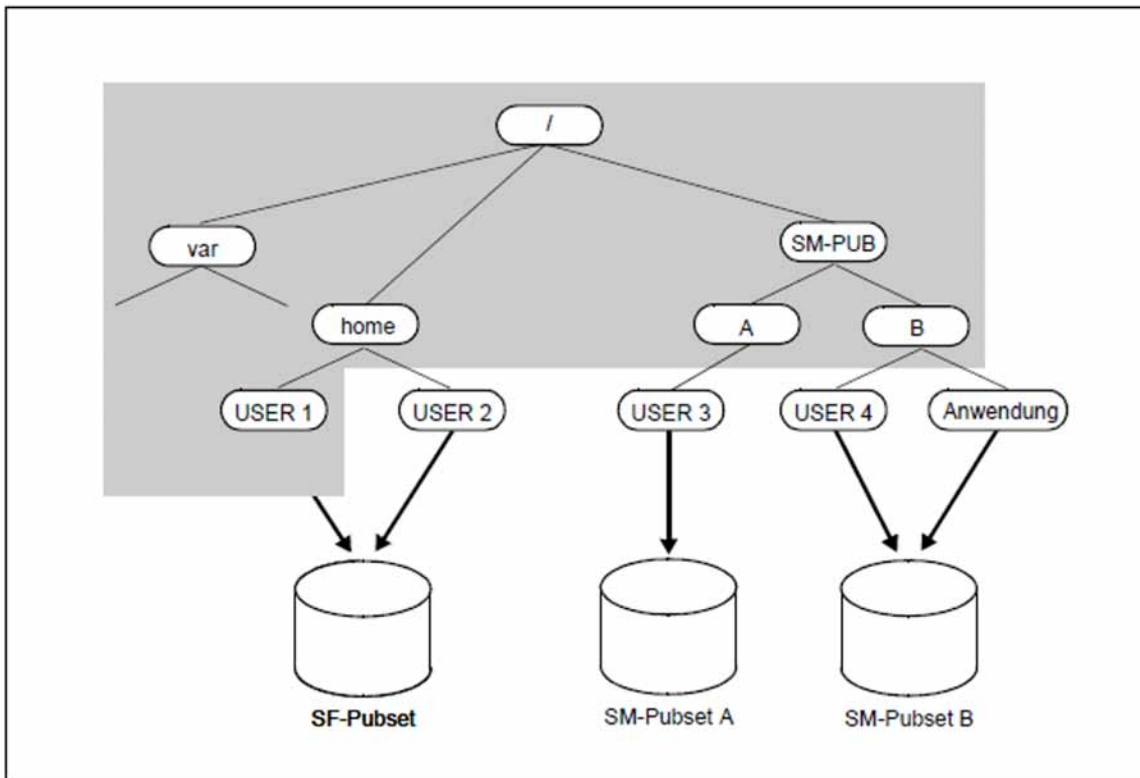 /
var
SM-PUB
home
A
B
USER 1
USER 2
USER 3
USER 4
Anwendung
SF-Pubset
SM-Pubset A
SM-Pubset B